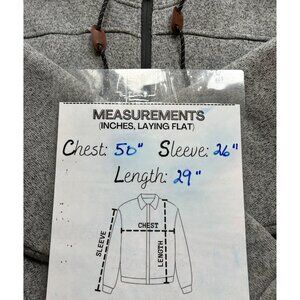 MEASUREMENTS
(INCHES, LAYING FLAT)
Chest: 50" Sleeve: 26"
Length: 29"
SLEEVE
CHEST
LENGTH